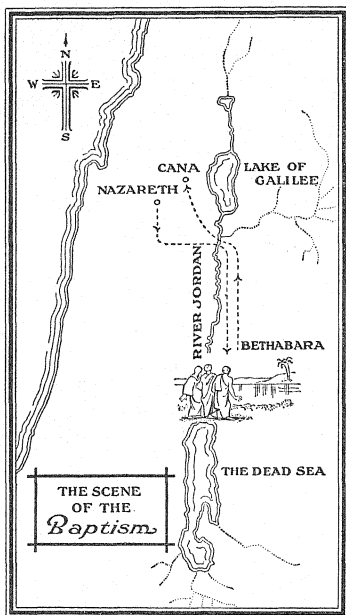 N
W E
S
CANA
NAZARETH
LAKE OF
GALILEE
RIVER JORDAN
BETHABARA
THE DEAD SEA
THE SCENE
OF THE
Baptism